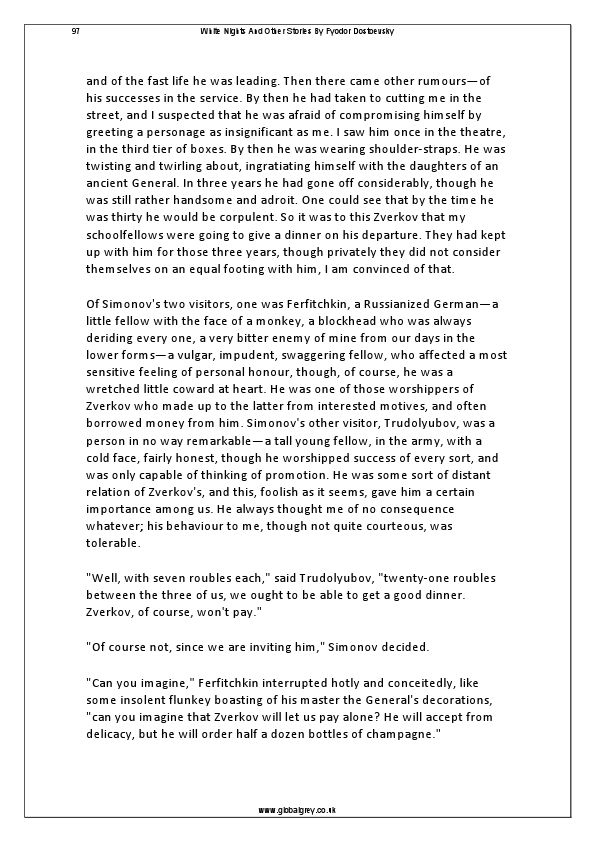 97 White Nights And Other Stories By Fyodor Dostoevsky
and of the fast life he was leading. Then there came other rumours—of
his successes in the service. By then he had taken to cutting me in the
street, and I suspected that he was afraid of compromising himself by
greeting a personage as insignificant as me. I saw him once in the theatre,
in the third tier of boxes. By then he was wearing shoulder-straps. He was
twisting and twirling about, ingratiating himself with the daughters of an
ancient General. In three years he had gone off considerably, though he
was still rather handsome and adroit. One could see that by the time he
was thirty he would be corpulent. So it was to this Zverkov that my
schoolfellows were going to give a dinner on his departure. They had kept
up with him for those three years, though privately they did not consider
themselves on an equal footing with him, I am convinced of that.
Of Simonov's two visitors, one was Ferfitchkin, a Russianized German—a
little fellow with the face of a monkey, a blockhead who was always
deriding every one, a very bitter enemy of mine from our days in the
lower forms—a vulgar, impudent, swaggering fellow, who affected a most
sensitive feeling of personal honour, though, of course, he was a
wretched little coward at heart. He was one of those worshippers of
Zverkov who made up to the latter from interested motives, and often
borrowed money from him. Simonov's other visitor, Trudolyubov, was a
person in no way remarkable—a tall young fellow, in the army, with a
cold face, fairly honest, though he worshipped success of every sort, and
was only capable of thinking of promotion. He was some sort of distant
relation of Zverkov's, and this, foolish as it seems, gave him a certain
importance among us. He always thought me of no consequence
whatever; his behaviour to me, though not quite courteous, was
tolerable.
"Well, with seven roubles each," said Trudolyubov, "twenty-one roubles
between the three of us, we ought to be able to get a good dinner.
Zverkov, of course, won't pay."
"Of course not, since we are inviting him," Simonov decided.
"Can you imagine," Ferfitchkin interrupted hotly and conceitedly, like
some insolent flunkey boasting of his master the General's decorations,
"can you imagine that Zverkov will let us pay alone? He will accept from
delicacy, but he will order half a dozen bottles of champagne."
www.globalgrey.co.uk